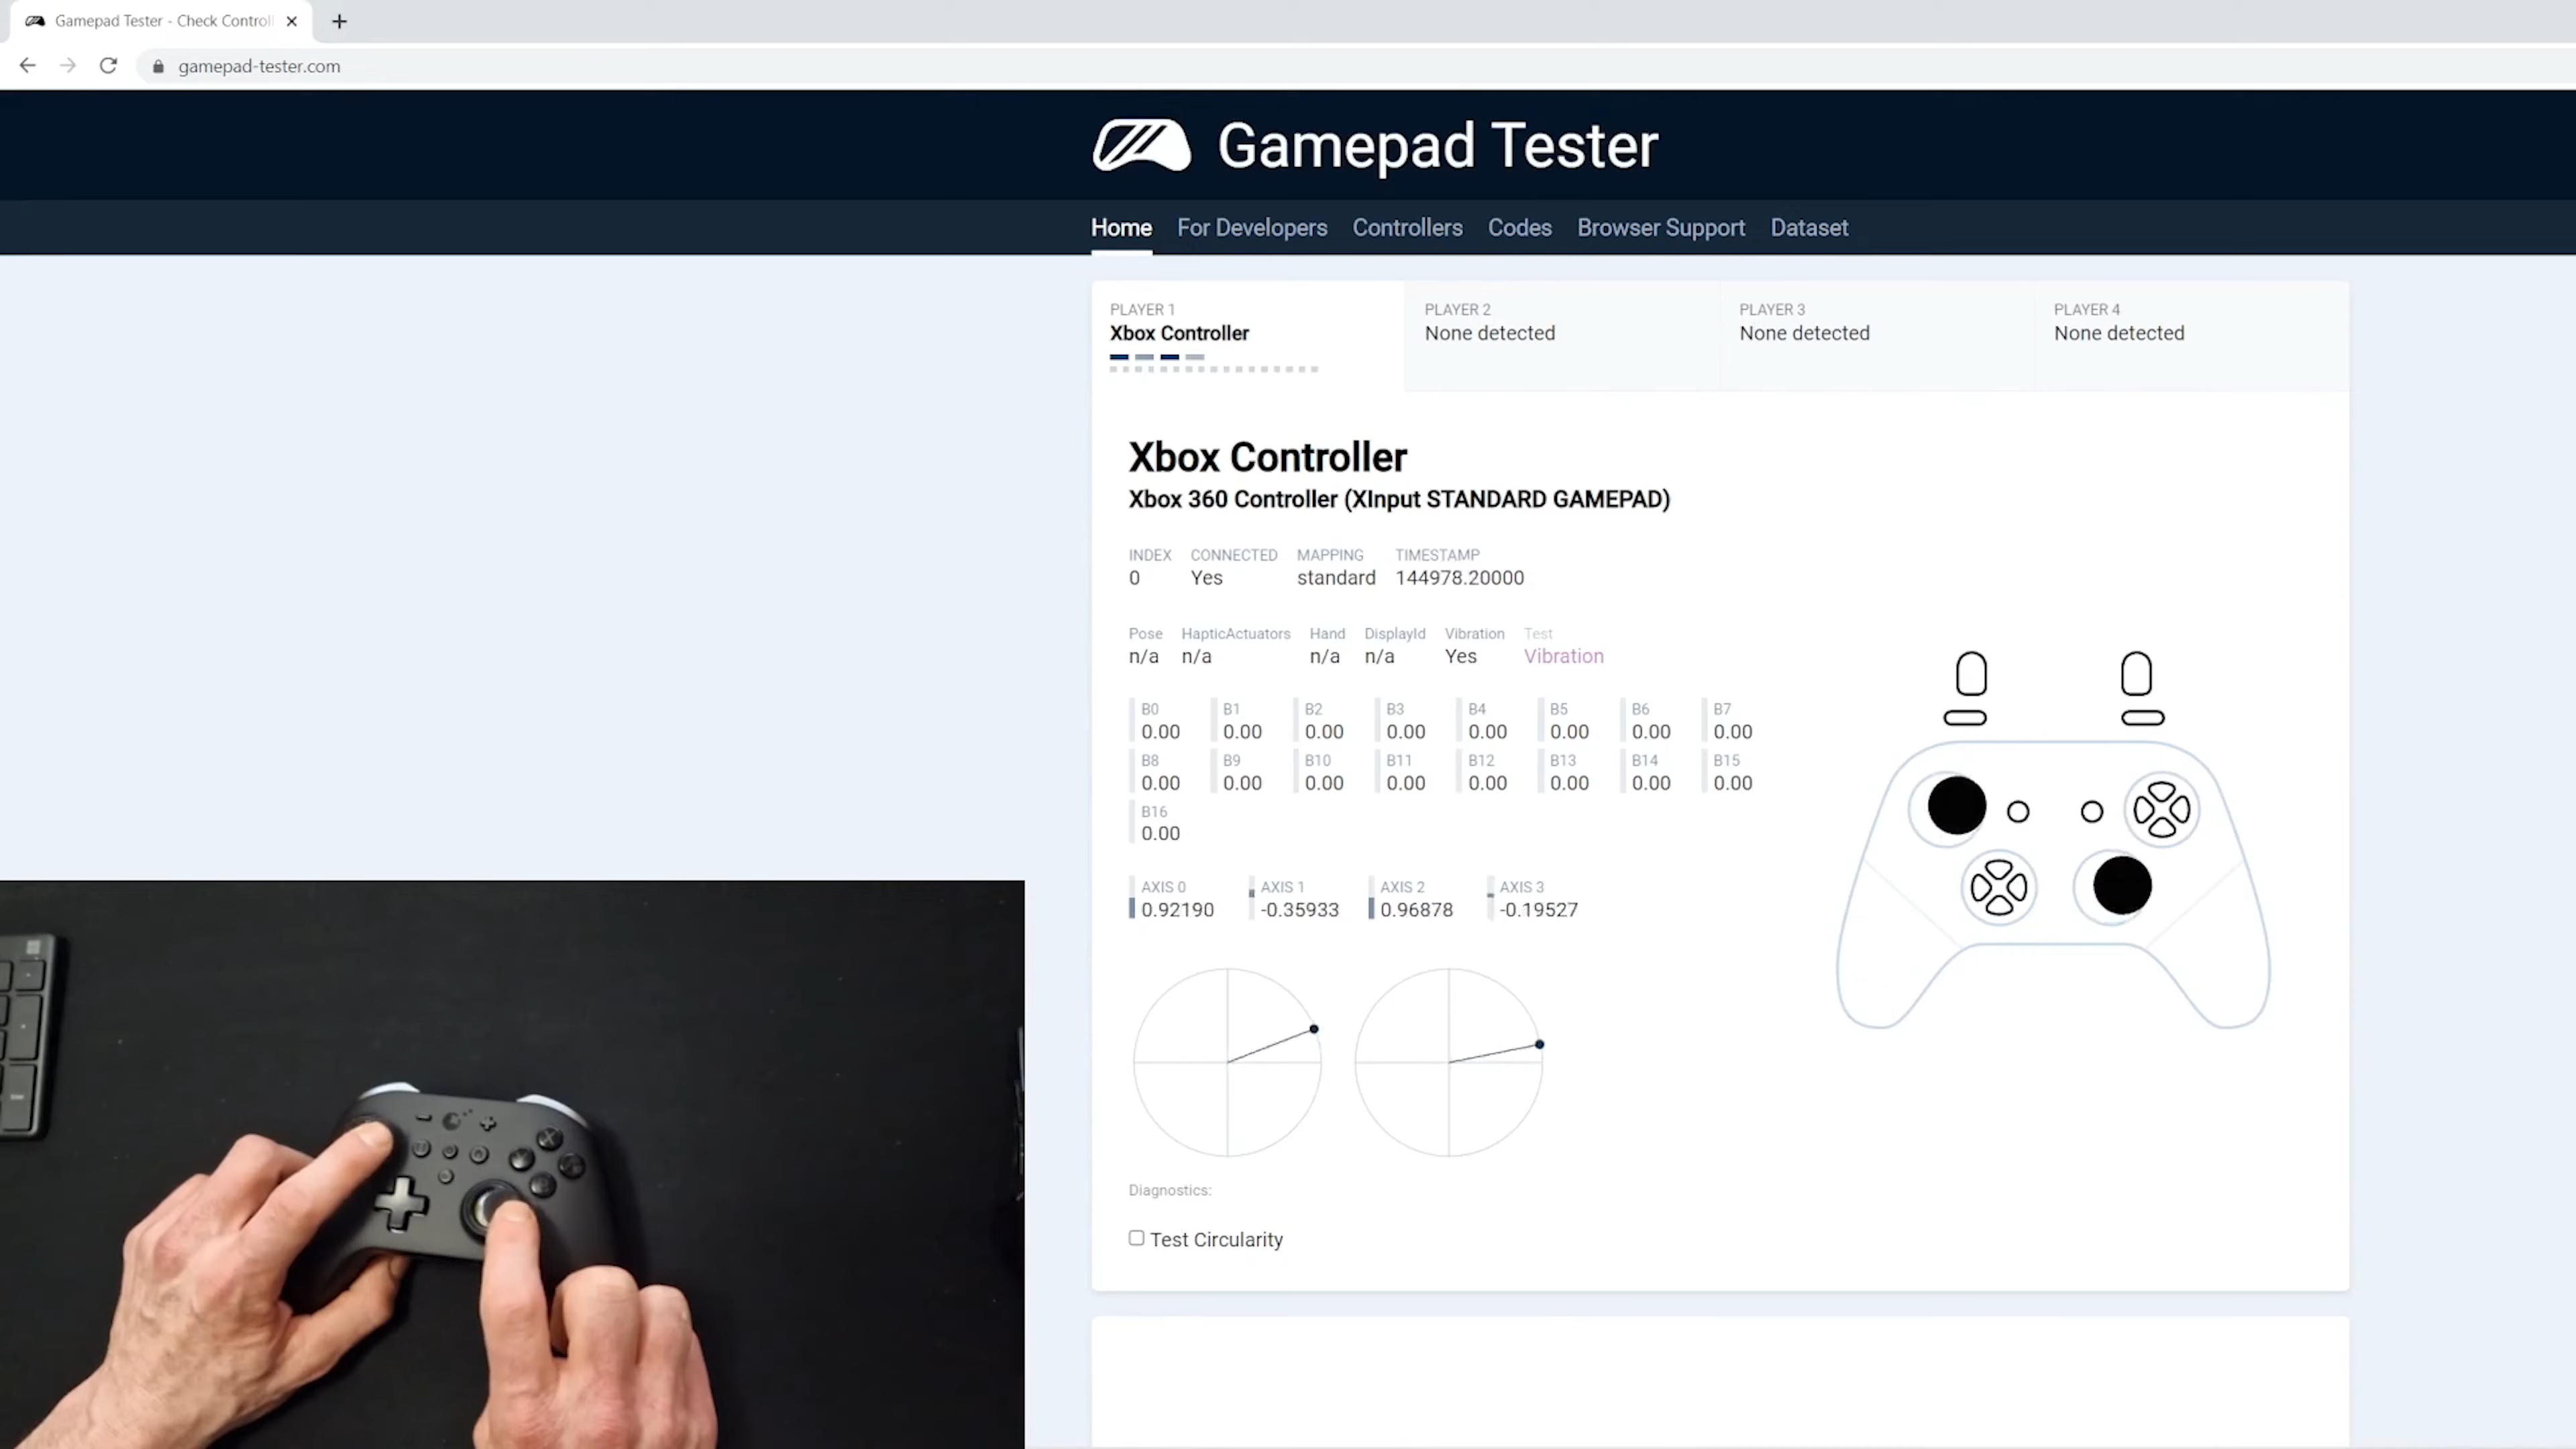 Gamepad Tester - Check Controll
gamepad-tester.com
Gamepad Tester
Home For Developers Controllers Codes Browser Support Dataset
PLAYER 1 PLAYER 2 PLAYER 3 PLAYER 4
Xbox Controller None detected None detected None detected
Xbox Controller
Xbox 360 Controller (XInput STANDARD GAMEPAD)
INDEX CONNECTED MAPPING TIMESTAMP
0 Yes standard 144978.20000
Pose HapticActuators Hand DisplayId Vibration Test
n/a n/a n/a n/a Yes Vibration
B0 B1 B2 B3 B4 B5 B6 B7
0.00 0.00 0.00 0.00 0.00 0.00 0.00 0.00
B8 B9 B10 B11 B12 B13 B14 B15
0.00 0.00 0.00 0.00 0.00 0.00 0.00 0.00
B16
0.00
AXIS 0 AXIS 1 AXIS 2 AXIS 3
0.92190 -0.35933 0.96878 -0.19527
X
Diagnostics:
Test Circularity